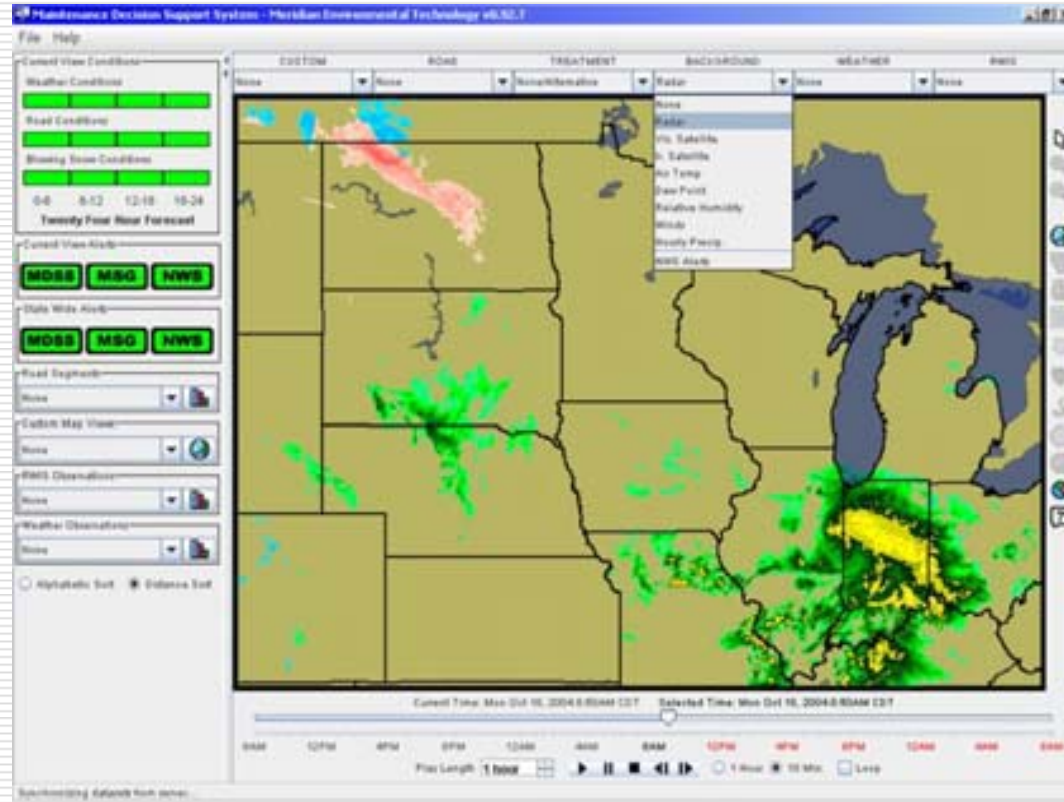 Maintenance Decision Support System - Meridian Environmental Technology
File Help
Current View Conditions
Weather Conditions
Road Conditions
Blowing Snow Conditions
0-6 6-12 12-18 18-24
Twenty Four Hour Forecast
Current View Alerts
MDSS MSG NWS
State Wide Alerts
MDSS MSG NWS
Road Segments
None
Custom Map Views
None
RWIS Observations
None
Weather Observations
None
Alphabetic Sort Distance Sort
CUSTOM ROAD TREATMENT BACKGROUND WEATHER RWIS
None None None/Alternative Radar None None
None
Radar
Vis. Satellite
Ir. Satellite
Air Temp
Dew Point
Relative Humidity
Winds
Hourly Precip.
NWS Alerts
Current Time: Mon Oct 18, 2004 CDT Selected Time: Mon Oct 18, 2004 CDT
8AM 12PM 4PM 8PM 12AM 4AM 8AM 12PM 4PM 8PM 12AM 4AM 8AM
Play Length 1 hour 1 Hour 10 Min Loop
Synchronizing datasets from server...